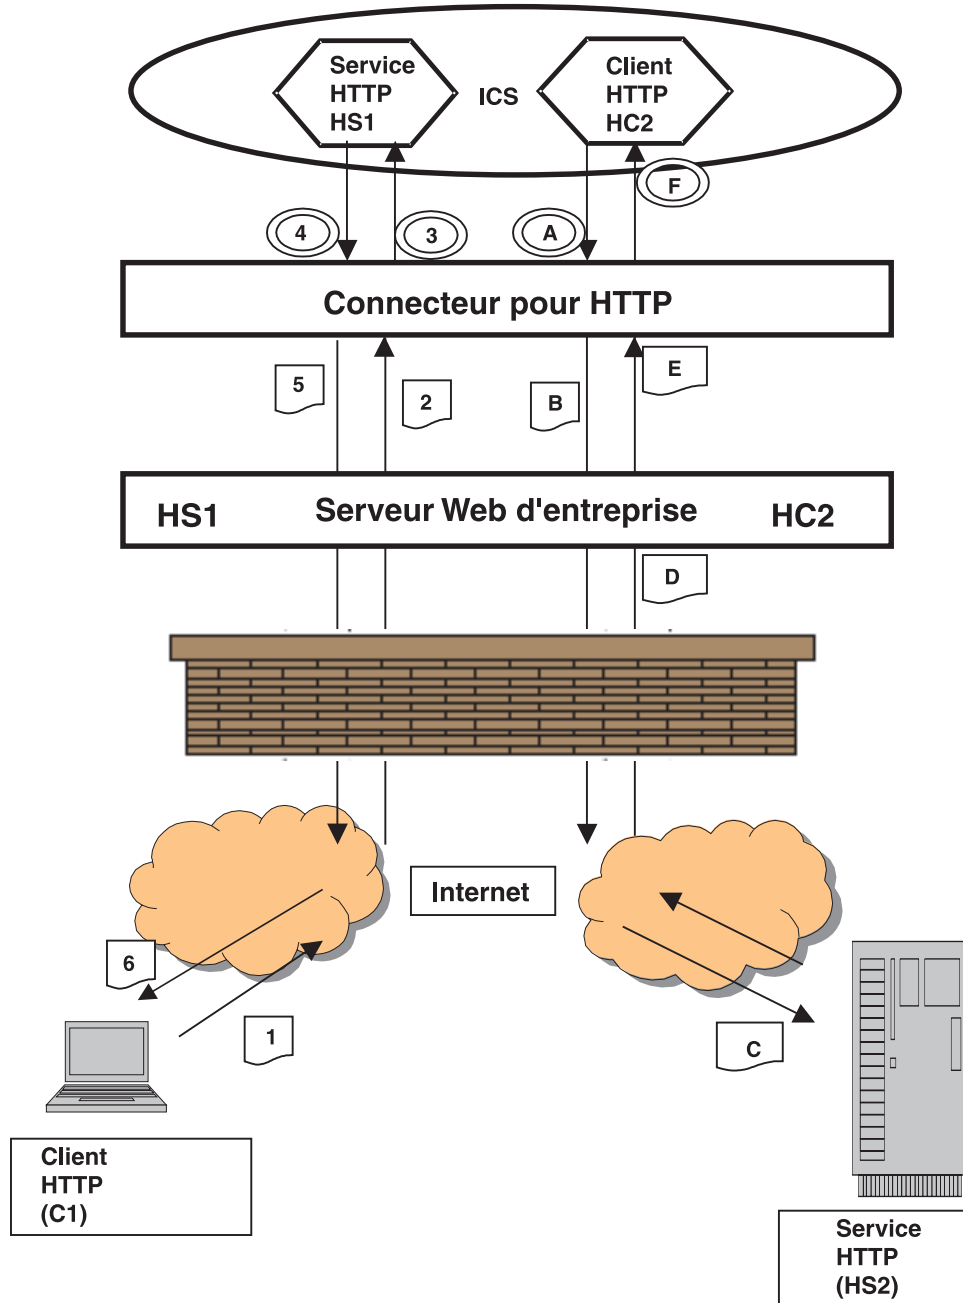 Service
HTTP
HS1
ICS
Client
HTTP
HC2
F
4
3
A
Connecteur pour HTTP
5
2
B
E
HS1
Serveur Web d'entreprise
HC2
D
Internet
6
1
C
Client
HTTP
(C1)
Service
HTTP
(HS2)